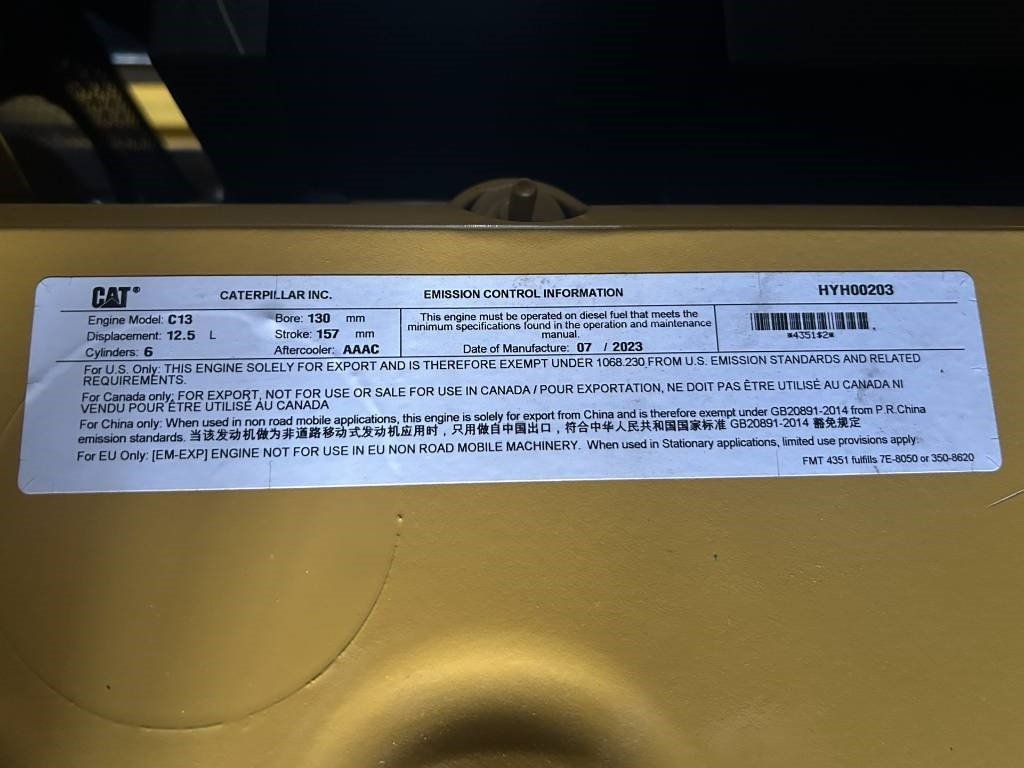 CAT® CATERPILLAR INC. EMISSION CONTROL INFORMATION HYH00203
Engine Model: C13 Bore: 130 mm
Displacement: 12.5 L Stroke: 157 mm
Cylinders: 6 Aftercooler: AAAC
This engine must be operated on diesel fuel that meets the
minimum specifications found in the operation and maintenance
manual.
Date of Manufacture: 07 / 2023
*4351$2*
For U.S. Only: THIS ENGINE SOLELY FOR EXPORT AND IS THEREFORE EXEMPT UNDER 1068.230 FROM U.S. EMISSION STANDARDS AND RELATED
REQUIREMENTS.
For Canada only: FOR EXPORT, NOT FOR USE OR SALE FOR USE IN CANADA / POUR EXPORTATION, NE DOIT PAS ÊTRE UTILISÉ AU CANADA NI
VENDU POUR ÊTRE UTILISÉ AU CANADA
For China only: When used in non road mobile applications, this engine is solely for export from China and is therefore exempt under GB20891-2014 from P.R.China
emission standards. 当该发动机做为非道路移动式发动机应用时，只用做自中国出口，符合中华人民共和国国家标准 GB20891-2014 豁免规定
For EU Only: [EM-EXP] ENGINE NOT FOR USE IN EU NON ROAD MOBILE MACHINERY. When used in Stationary applications, limited use provisions apply:
FMT 4351 fulfills 7E-8050 or 350-8620